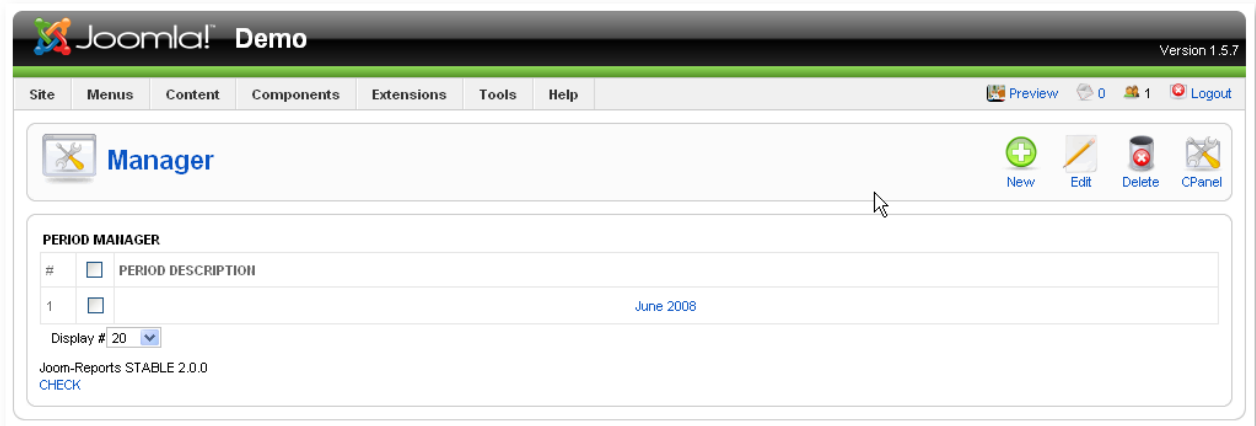 Joomla!™ Demo
Version 1.5.7
Site Menus Content Components Extensions Tools Help Preview 0 1 Logout
Manager New Edit Delete CPanel
PERIOD MANAGER
# PERIOD DESCRIPTION
1 June 2008
Display # 20
Joom-Reports STABLE 2.0.0
CHECK